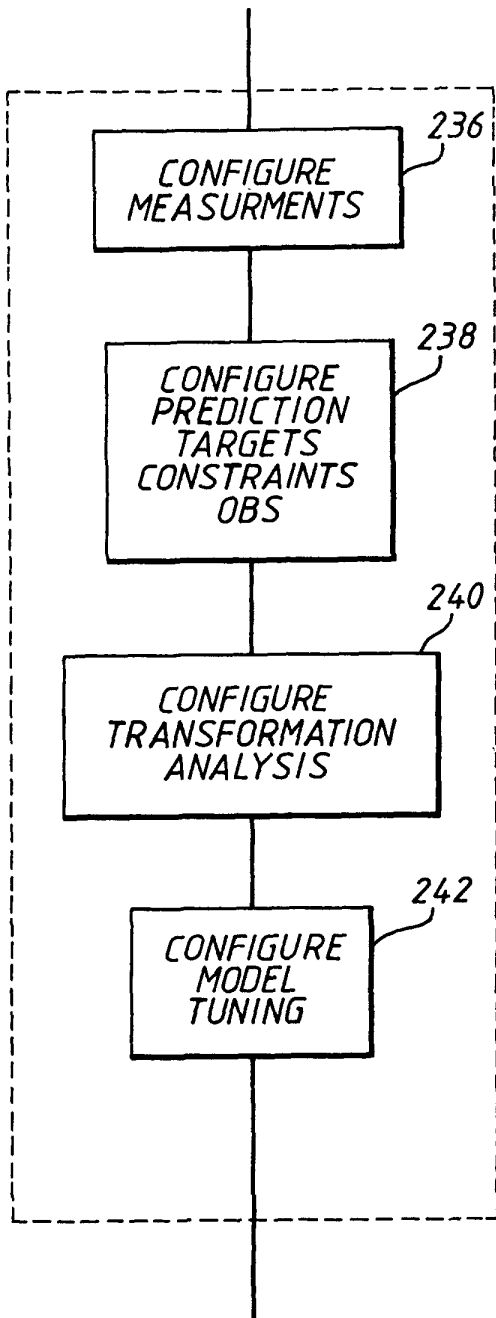 236
CONFIGURE
MEASURMENTS
238
CONFIGURE
PREDICTION
TARGETS
CONSTRAINTS
OBS
240
CONFIGURE
TRANSFORMATION
ANALYSIS
242
CONFIGURE
MODEL
TUNING